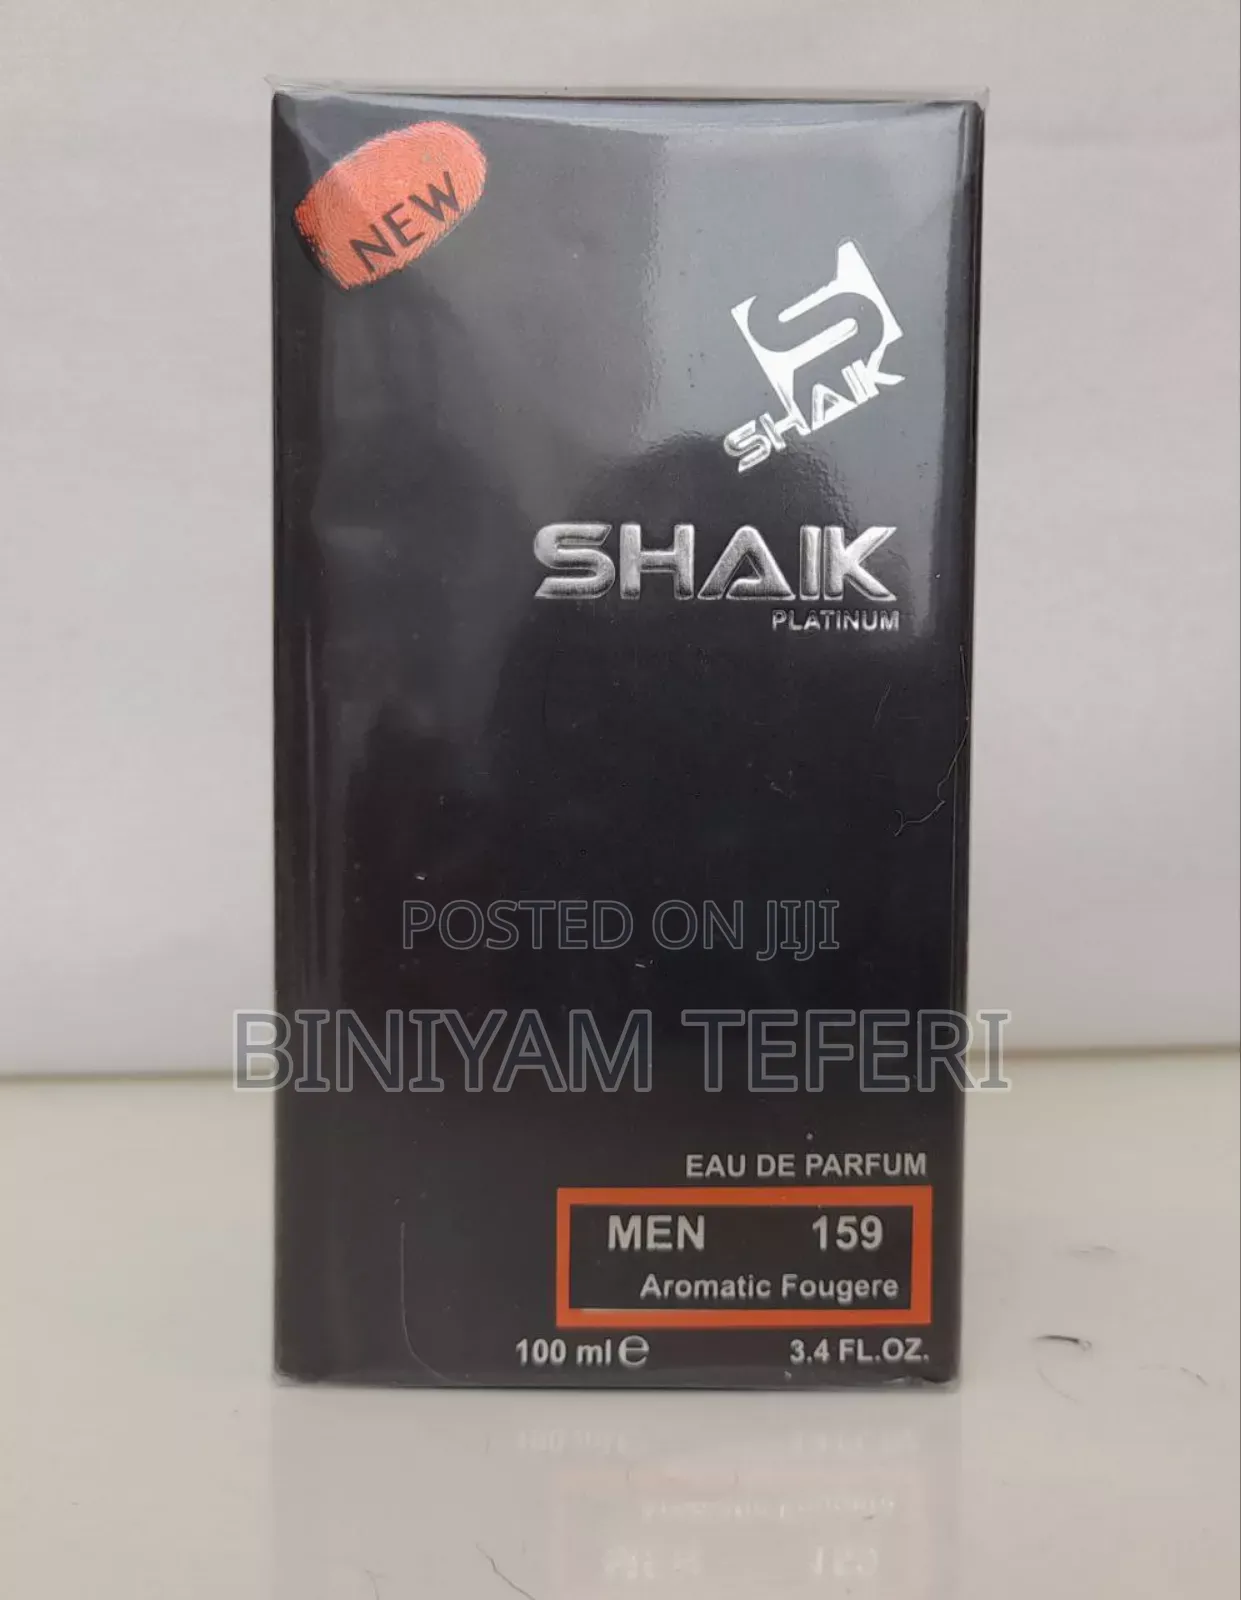 NEW
SHAIK
SHAIK
PLATINUM
POSTED ON JIJI
BINIYAM TEFERI
EAU DE PARFUM
MEN 159
Aromatic Fougere
100 ml ℮ 3.4 FL.OZ.